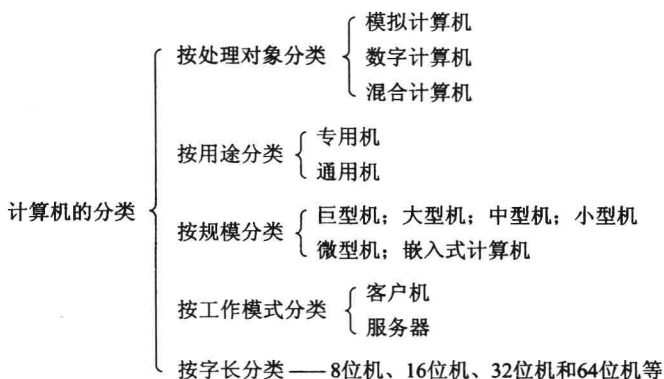 模拟计算机
按处理对象分类
数字计算机
混合计算机
专用机
按用途分类
通用机
计算机的分类
巨型机；大型机；中型机；小型机
按规模分类
微型机；嵌入式计算机
客户机
按工作模式分类
服务器
按字长分类 —— 8位机、16位机、32位机和64位机等